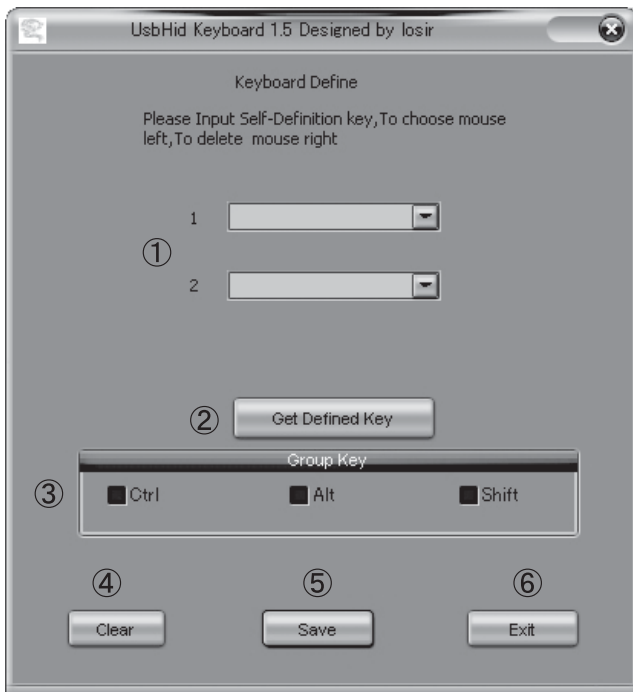 UsbHid Keyboard 1.5 Designed by losir
Keyboard Define
Please Input Self-Definition key,To choose mouse
left,To delete mouse right
1
①
2
② Get Defined Key
Group Key
③ Ctrl Alt Shift
④ ⑤ ⑥
Clear Save Exit